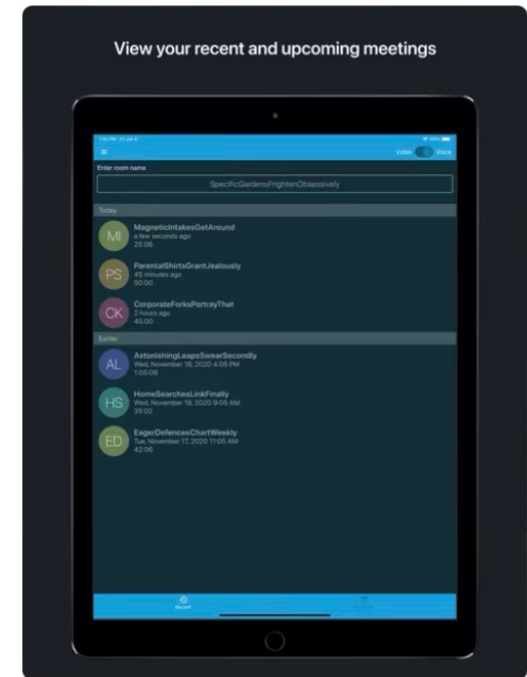 View your recent and upcoming meetings
Video Voice
Enter room name
SpecificGardensFrightenObsessively
Today
MI
MagneticIntakesGetAround
a few seconds ago
25:06
PS
ParentalShirtsGrantJealously
45 minutes ago
50:00
CK
CorporateForksPortrayThat
2 hours ago
45:00
Earlier
AL
AstonishingLeapsSwearSecondly
Wed, November 18, 2020 4:05 PM
1:05:06
HS
HomeSearchesLinkFinally
Wed, November 18, 2020 9:05 AM
35:02
ED
EagerDefencesChartWeekly
Tue, November 17, 2020 11:05 AM
42:06
Recent